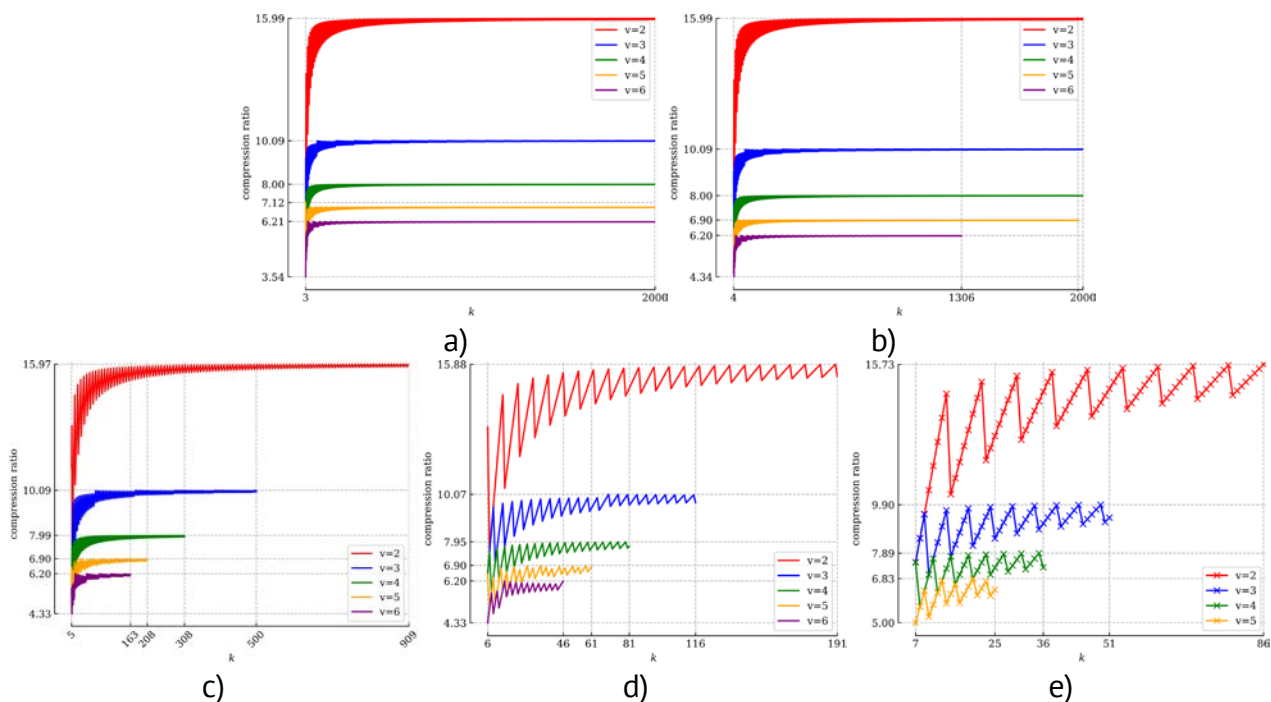 15.99
10.09
8.00
7.12
6.21
3.54
compression ratio
3
2000
k
v=2
v=3
v=4
v=5
v=6
a)
15.99
10.09
8.00
6.90
6.20
4.34
compression ratio
4
1306
2000
k
v=2
v=3
v=4
v=5
v=6
b)
15.97
10.09
7.99
6.90
6.20
4.33
compression ratio
5
163
208
308
500
909
k
v=2
v=3
v=4
v=5
v=6
c)
15.88
10.07
7.95
6.90
6.20
4.33
compression ratio
6
46
61
81
116
191
k
v=2
v=3
v=4
v=5
v=6
d)
15.73
9.90
7.89
6.83
5.00
compression ratio
7
25
36
51
86
k
v=2
v=3
v=4
v=5
e)